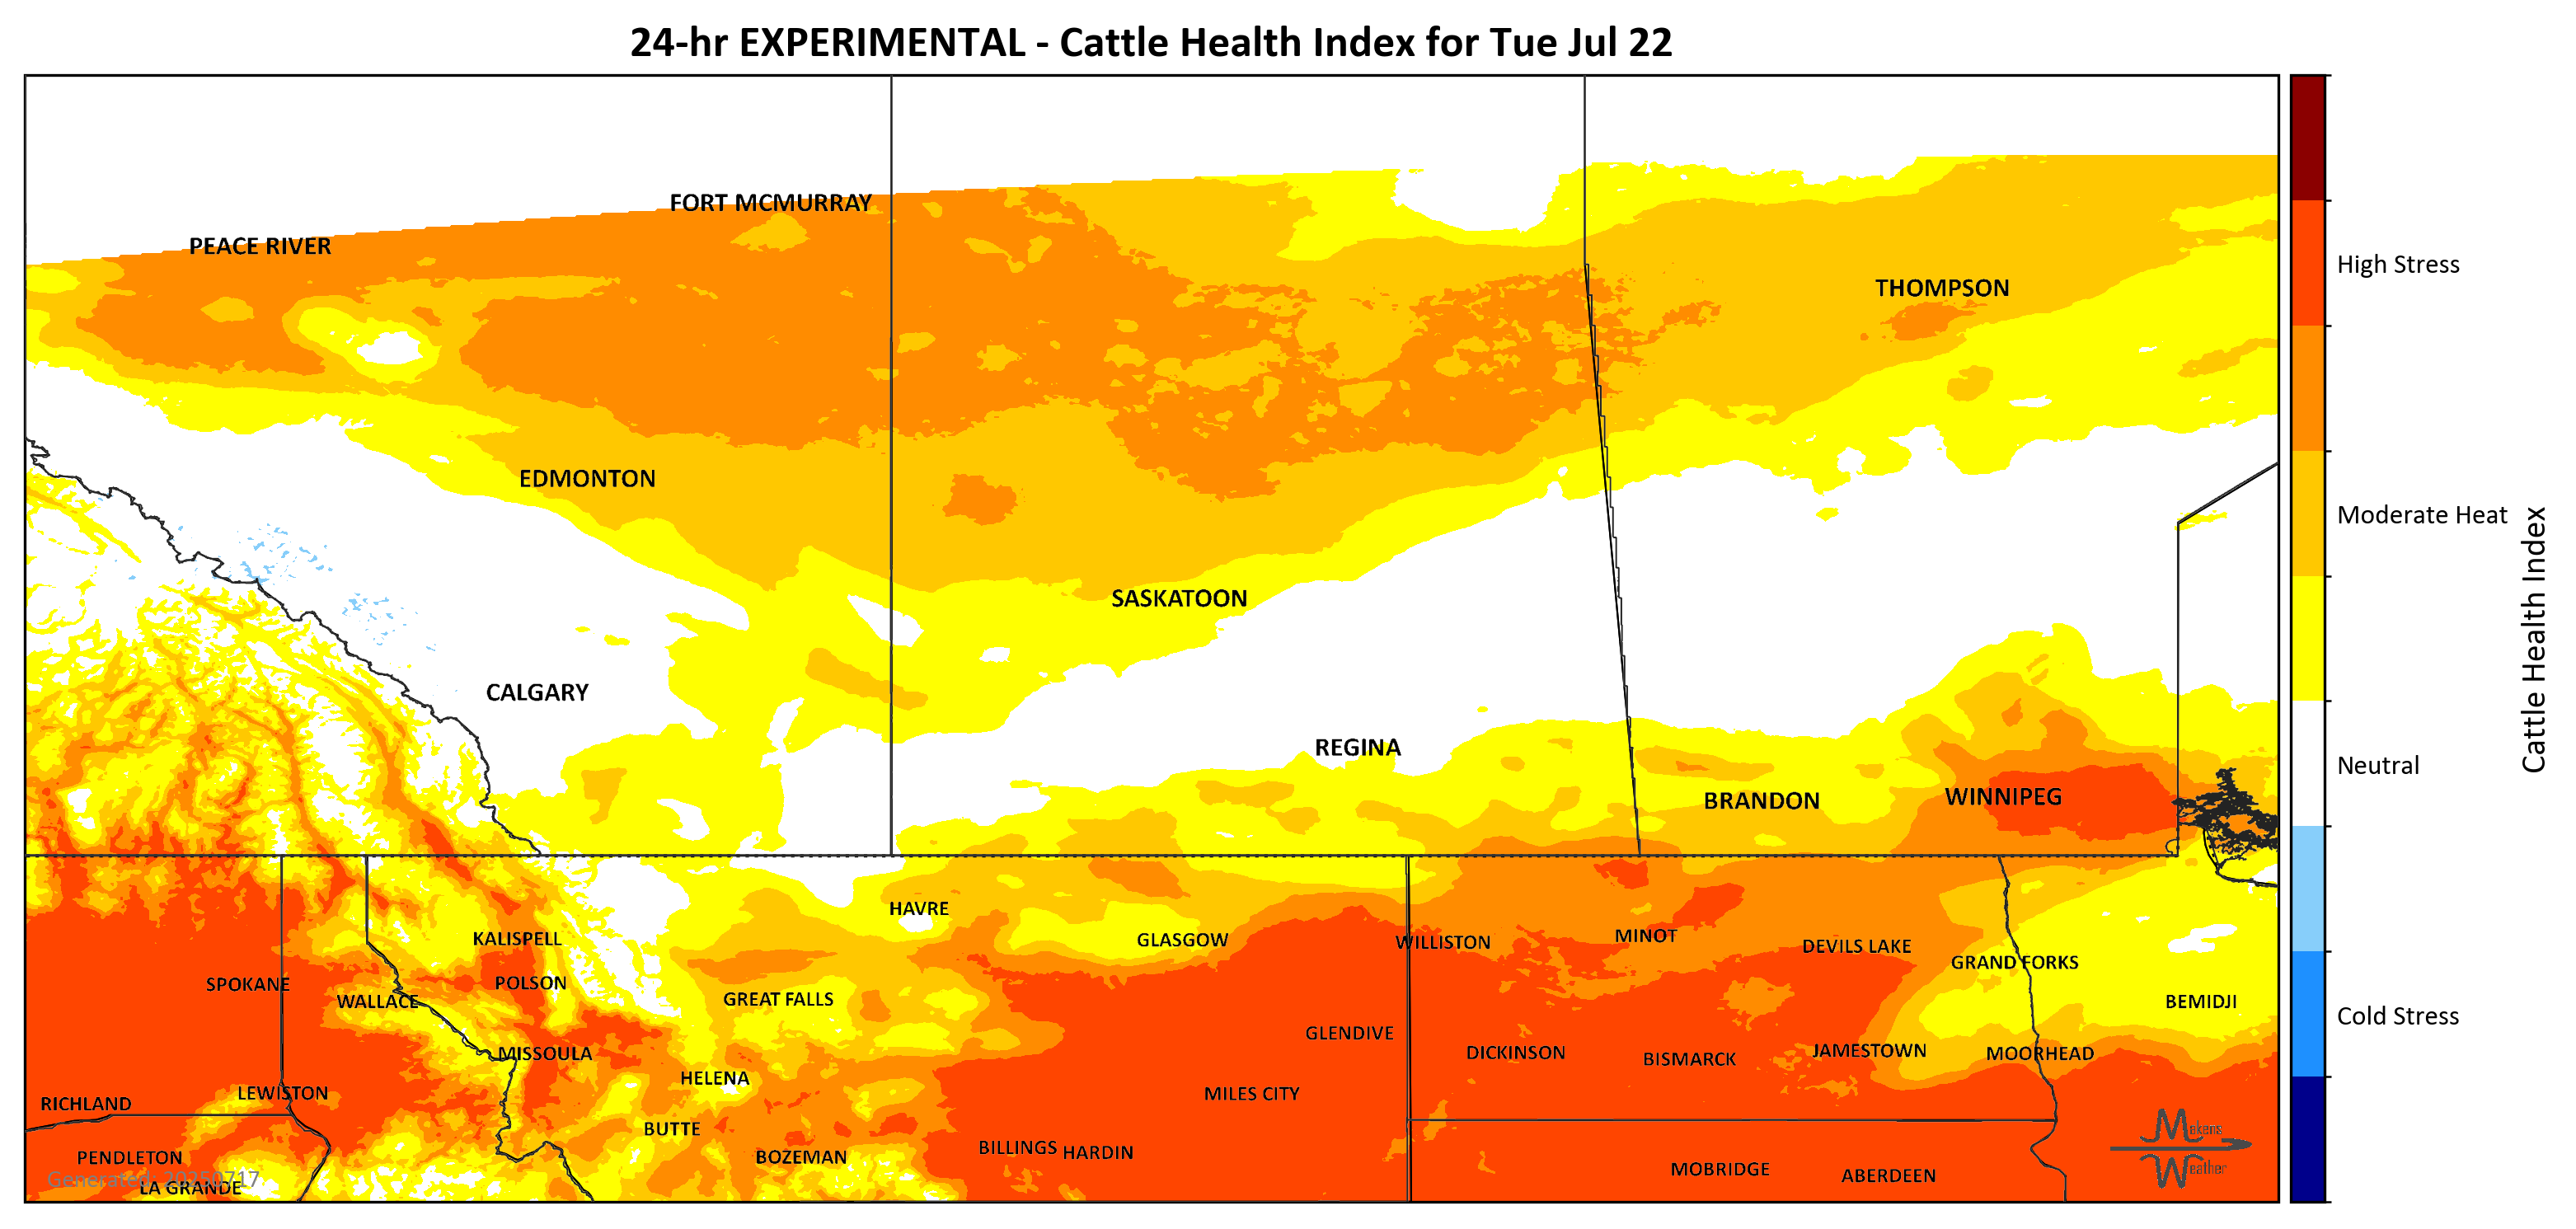 24-hr EXPERIMENTAL - Cattle Health Index for Tue Jul 22
FORT MCMURRAY
PEACE RIVER
High Stress
THOMPSON
EDMONTON
Moderate Heat
SASKATOON
Cattle Health Index
CALGARY
REGINA
Neutral
BRANDON
WINNIPEG
HAVRE
KALISPELL
GLASGOW
WILLISTON
MINOT
DEVILS LAKE
GRAND FORKS
SPOKANE
POLSON
WALLACE
GREAT FALLS
BEMIDJI
Cold Stress
GLENDIVE
MISSOULA
DICKINSON
BISMARCK
JAMESTOWN
MOORHEAD
HELENA
LEWISTON
MILES CITY
RICHLAND
BUTTE
Makens
Weather
BILLINGS
HARDIN
PENDLETON
BOZEMAN
MOBRIDGE
ABERDEEN
Generated: 20250717
LA GRANDE